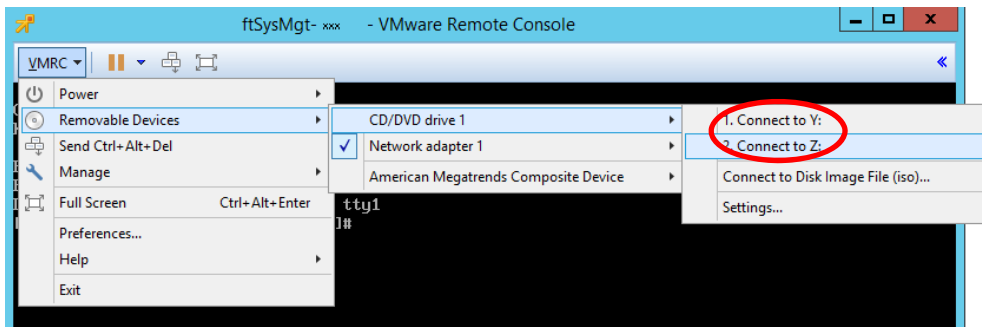 ftSysMgt- xxx - VMware Remote Console
VMRC
Power
Removable Devices
Send Ctrl+Alt+Del
Manage
Full Screen Ctrl+Alt+Enter
Preferences...
Help
Exit
CD/DVD drive 1
Network adapter 1
American Megatrends Composite Device
1. Connect to Y:
2. Connect to Z:
Connect to Disk Image File (iso)...
Settings...
tty1
]#